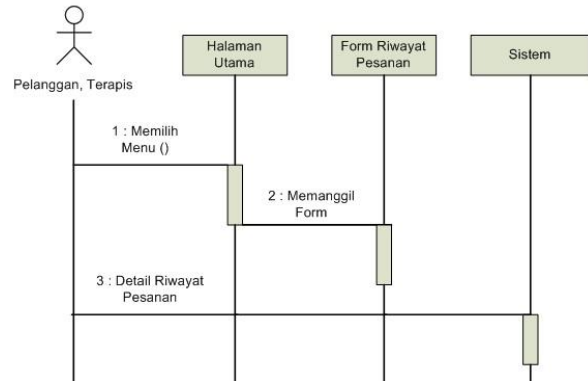 Pelanggan, Terapis
Halaman
Utama
Form Riwayat
Pesanan
Sistem
1 : Memilih
Menu ()
2 : Memanggil
Form
3 : Detail Riwayat
Pesanan